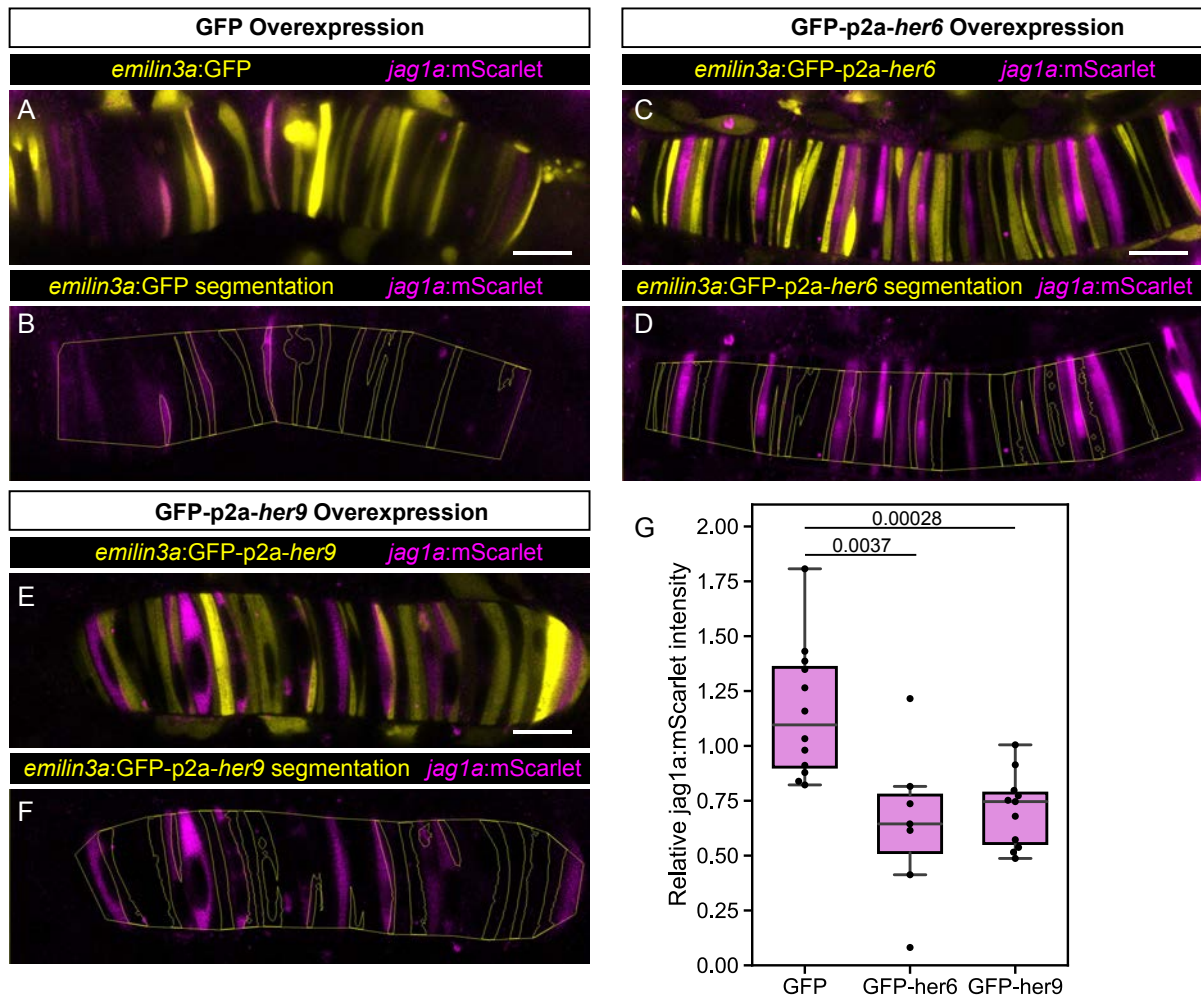 GFP Overexpression
emilin3a:GFP jag1a:mScarlet
A
emilin3a:GFP segmentation jag1a:mScarlet
B
GFP-p2a-her6 Overexpression
emilin3a:GFP-p2a-her6 jag1a:mScarlet
C
emilin3a:GFP-p2a-her6 segmentation jag1a:mScarlet
D
GFP-p2a-her9 Overexpression
emilin3a:GFP-p2a-her9 jag1a:mScarlet
E
emilin3a:GFP-p2a-her9 segmentation jag1a:mScarlet
F
G
Relative jag1a:mScarlet intensity
2.00
1.75
1.50
1.25
1.00
0.75
0.50
0.25
0.00
0.00028
0.0037
GFP GFP-her6 GFP-her9